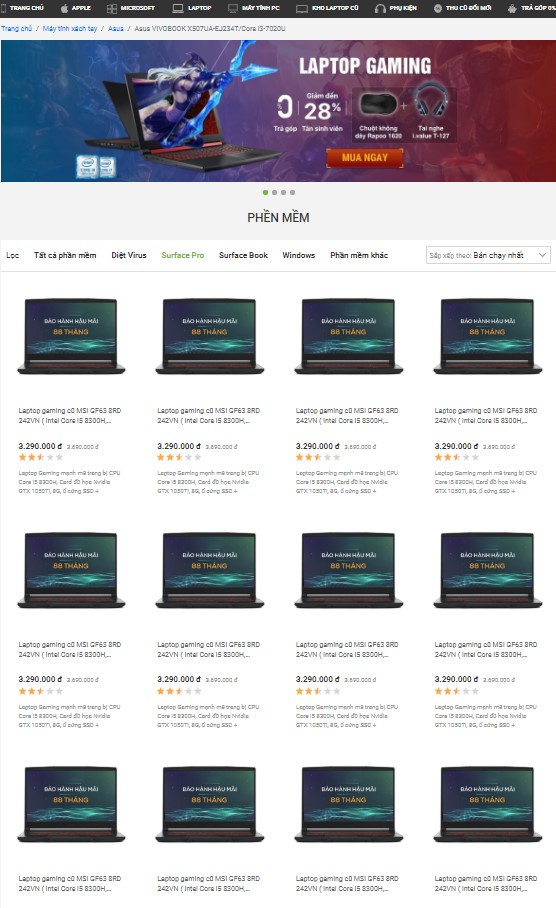 TRANG CHỦ APPLE MICROSOFT LAPTOP MÁY TÍNH PC KHO LAPTOP CŨ PHỤ KIỆN THU CŨ ĐỔI MỚI TRẢ GÓP 0%
Trang chủ / Máy tính xách tay / Asus / Asus VIVOBOOK X507UA-EJ234T/Core i3-7020U
LAPTOP GAMING
0 Giảm đến
28%
Trả góp Tân sinh viên
Chuột không
dây Rapoo 1620
+
Tai nghe
i.value T-127
MUA NGAY
PHẦN MỀM
Lọc Tất cả phần mềm Diệt Virus Surface Pro Surface Book Windows Phần mềm khác Sắp xếp theo: Bán chạy nhất
BẢO HÀNH HẬU MÃI BẢO HÀNH HẬU MÃI BẢO HÀNH HẬU MÃI BẢO HÀNH HẬU MÃI
88 THÁNG 88 THÁNG 88 THÁNG 88 THÁNG
Laptop gaming cũ MSI GF63 8RD Laptop gaming cũ MSI GF63 8RD Laptop gaming cũ MSI GF63 8RD Laptop gaming cũ MSI GF63 8RD
242VN ( Intel Core i5 8300H,... 242VN ( Intel Core i5 8300H,... 242VN ( Intel Core i5 8300H,... 242VN ( Intel Core i5 8300H,...
3.290.000 đ 3.690.000 đ 3.290.000 đ 3.690.000 đ 3.290.000 đ 3.690.000 đ 3.290.000 đ 3.690.000 đ
Laptop Gaming mạnh mẽ trang bị CPU Laptop Gaming mạnh mẽ trang bị CPU Laptop Gaming mạnh mẽ trang bị CPU Laptop Gaming mạnh mẽ trang bị CPU
Core i5 8300H, Card đồ họa Nvidia Core i5 8300H, Card đồ họa Nvidia Core i5 8300H, Card đồ họa Nvidia Core i5 8300H, Card đồ họa Nvidia
GTX 1050Ti, 8G, ổ cứng SSD + GTX 1050Ti, 8G, ổ cứng SSD + GTX 1050Ti, 8G, ổ cứng SSD + GTX 1050Ti, 8G, ổ cứng SSD +
BẢO HÀNH HẬU MÃI BẢO HÀNH HẬU MÃI BẢO HÀNH HẬU MÃI BẢO HÀNH HẬU MÃI
88 THÁNG 88 THÁNG 88 THÁNG 88 THÁNG
Laptop gaming cũ MSI GF63 8RD Laptop gaming cũ MSI GF63 8RD Laptop gaming cũ MSI GF63 8RD Laptop gaming cũ MSI GF63 8RD
242VN ( Intel Core i5 8300H,... 242VN ( Intel Core i5 8300H,... 242VN ( Intel Core i5 8300H,... 242VN ( Intel Core i5 8300H,...
3.290.000 đ 3.690.000 đ 3.290.000 đ 3.690.000 đ 3.290.000 đ 3.690.000 đ 3.290.000 đ 3.690.000 đ
Laptop Gaming mạnh mẽ trang bị CPU Laptop Gaming mạnh mẽ trang bị CPU Laptop Gaming mạnh mẽ trang bị CPU Laptop Gaming mạnh mẽ trang bị CPU
Core i5 8300H, Card đồ họa Nvidia Core i5 8300H, Card đồ họa Nvidia Core i5 8300H, Card đồ họa Nvidia Core i5 8300H, Card đồ họa Nvidia
GTX 1050Ti, 8G, ổ cứng SSD + GTX 1050Ti, 8G, ổ cứng SSD + GTX 1050Ti, 8G, ổ cứng SSD + GTX 1050Ti, 8G, ổ cứng SSD +
BẢO HÀNH HẬU MÃI BẢO HÀNH HẬU MÃI BẢO HÀNH HẬU MÃI BẢO HÀNH HẬU MÃI
88 THÁNG 88 THÁNG 88 THÁNG 88 THÁNG
Laptop gaming cũ MSI GF63 8RD Laptop gaming cũ MSI GF63 8RD Laptop gaming cũ MSI GF63 8RD Laptop gaming cũ MSI GF63 8RD
242VN ( Intel Core i5 8300H,... 242VN ( Intel Core i5 8300H,... 242VN ( Intel Core i5 8300H,... 242VN ( Intel Core i5 8300H,...